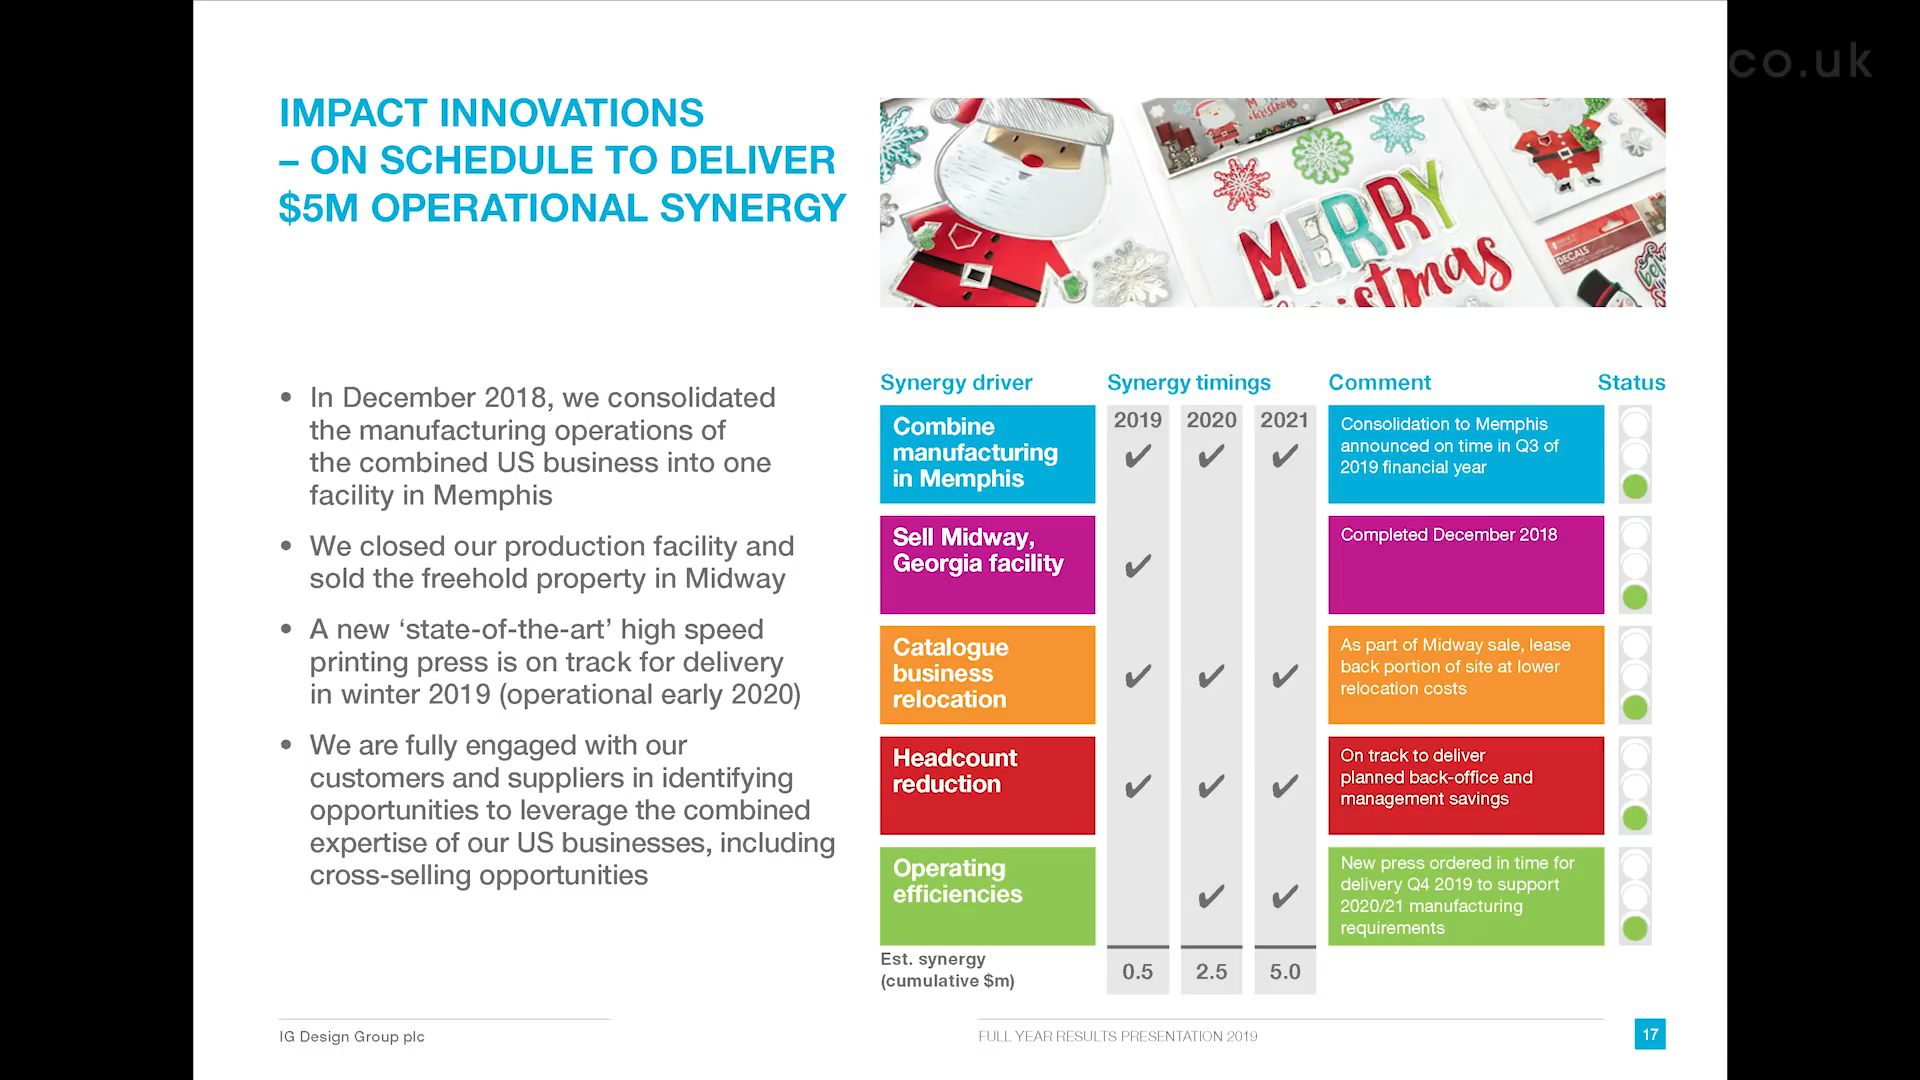 co.uk
IMPACT INNOVATIONS
– ON SCHEDULE TO DELIVER
$5M OPERATIONAL SYNERGY
MERRY
Christmas
DECALS
• In December 2018, we consolidated
the manufacturing operations of
the combined US business into one
facility in Memphis
• We closed our production facility and
sold the freehold property in Midway
• A new ‘state-of-the-art’ high speed
printing press is on track for delivery
in winter 2019 (operational early 2020)
• We are fully engaged with our
customers and suppliers in identifying
opportunities to leverage the combined
expertise of our US businesses, including
cross-selling opportunities
Synergy driver Synergy timings Comment Status
2019 2020 2021
Combine
manufacturing
in Memphis
✔ ✔ ✔
Consolidation to Memphis
announced on time in Q3 of
2019 financial year
Sell Midway,
Georgia facility
✔
Completed December 2018
Catalogue
business
relocation
✔ ✔ ✔
As part of Midway sale, lease
back portion of site at lower
relocation costs
Headcount
reduction
✔ ✔ ✔
On track to deliver
planned back-office and
management savings
Operating
efficiencies
✔ ✔
New press ordered in time for
delivery Q4 2019 to support
2020/21 manufacturing
requirements
Est. synergy
(cumulative $m)
0.5 2.5 5.0
IG Design Group plc
FULL YEAR RESULTS PRESENTATION 2019
17